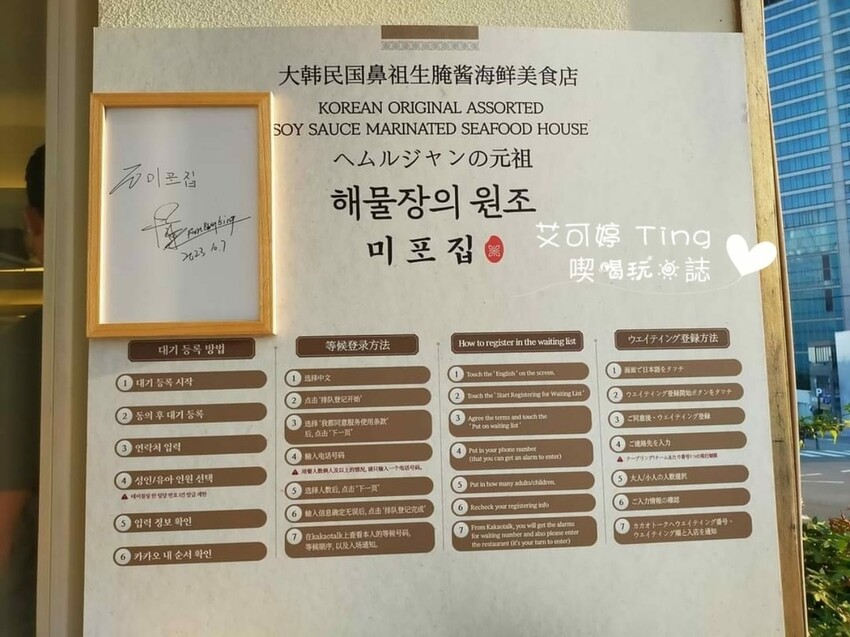 大韩民国鼻祖生腌酱海鲜美食店
KOREAN ORIGINAL ASSORTED
SOY SAUCE MARINATED SEAFOOD HOUSE
ヘムルジャンの元祖
해물장의 원조
미포집
미포집
2023.10.7
艾可婷 Ting
喫喝玩誌
대기 등록 방법
1 대기 등록 시작
2 동의 후 대기 등록
3 연락처 입력
4 성인/유아 인원 선택
5 입력 정보 확인
6 카카오 내 순서 확인
等候登录方法
1 选择中文
2 点击'排队登记开始'
3 选择'我都同意服务使用条款'
后, 点击'下一页'
4 输入电话号码
5 选择人数后, 点击'下一页'
6 输入信息确定无误后, 点击'排队登记完成'
7 在kakaotalk上查看本人的等候号码,
等候顺序, 以及入场通知。
How to register in the waiting list
1 Touch the 'English' on the screen.
2 Touch the 'Start Registering for Waiting List'
3 Agree the terms and touch the
'Put on waiting list'
4 Put in your phone number
(that you can get an alarm to enter)
5 Put in how many adults/children.
6 Recheck your registering info
7 From Kakaotalk, you will get the alarms
for waiting number and also please enter
the restaurant (it's your turn to enter)
ウエイティング登録方法
1 画面で日本語をタッチ
2 ウエイティング登録開始ボタンをタッチ
3 ご同意後・ウエイティング登録
4 ご連絡先を入力
5 大人/小人の人数選択
6 ご入力情報の確認
7 カカオトークへウエイティング番号・
ウエイティング順と入店を通知